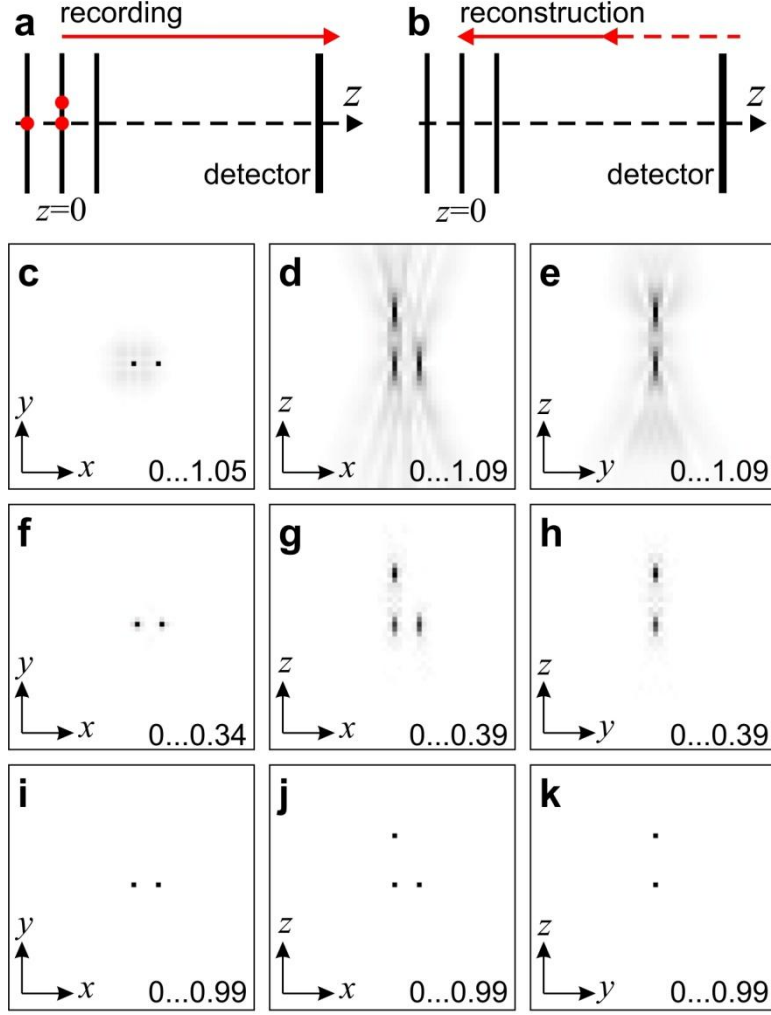 a recording b reconstruction
z z
detector detector
z=0 z=0
c d e
y z z
x 0...1.05 x 0...1.09 y 0...1.09
f g h
y z z
x 0...0.34 x 0...0.39 y 0...0.39
i j k
y z z
x 0...0.99 x 0...0.99 y 0...0.99